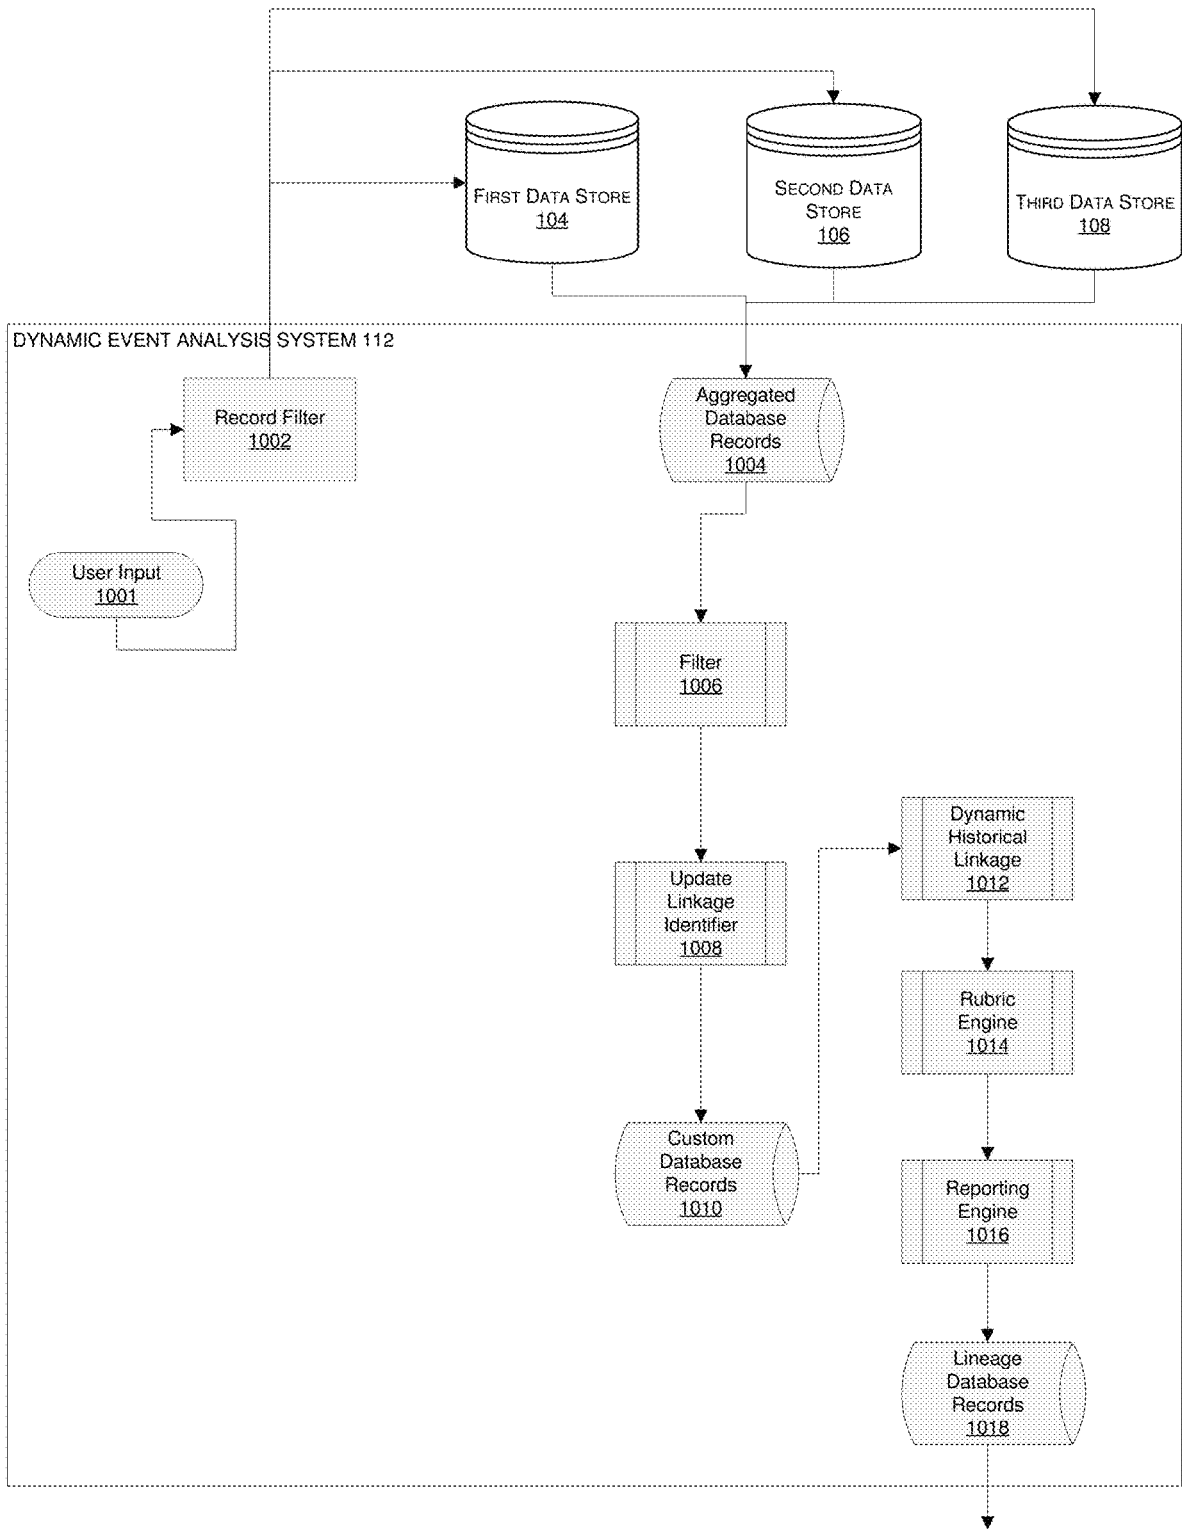 FIRST DATA STORE
104
SECOND DATA
STORE
106
THIRD DATA STORE
108
DYNAMIC EVENT ANALYSIS SYSTEM 112
Record Filter
1002
Aggregated
Database
Records
1004
User Input
1001
Filter
1006
Update
Linkage
Identifier
1008
Dynamic
Historical
Linkage
1012
Rubric
Engine
1014
Custom
Database
Records
1010
Reporting
Engine
1016
Lineage
Database
Records
1018